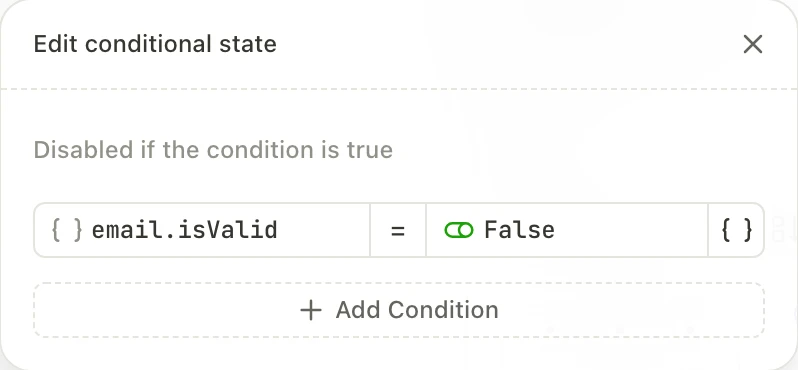 Edit conditional state
Disabled if the condition is true
{ } email.isValid = False { }
+ Add Condition